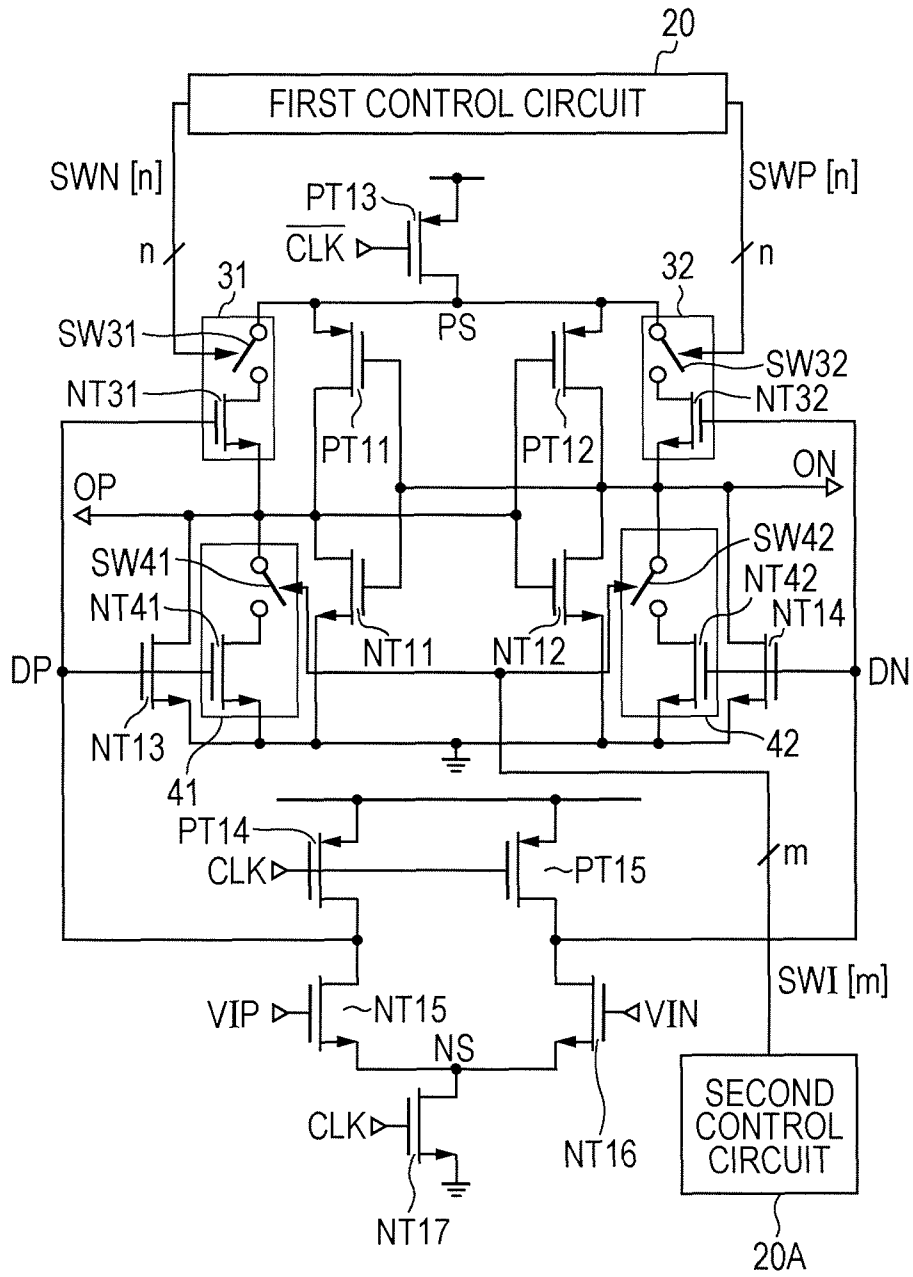 20
FIRST CONTROL CIRCUIT
SWN [n]
SWP [n]
PT13
CLK
n
n
31
32
PS
SW31
SW32
NT31
NT32
PT11
PT12
OP
ON
SW41
SW42
NT41
NT42
NT14
NT11
NT12
DP
DN
NT13
41
42
PT14
CLK
PT15
m
SWI [m]
VIP
NT15
VIN
NS
CLK
NT16
NT17
SECOND
CONTROL
CIRCUIT
20A